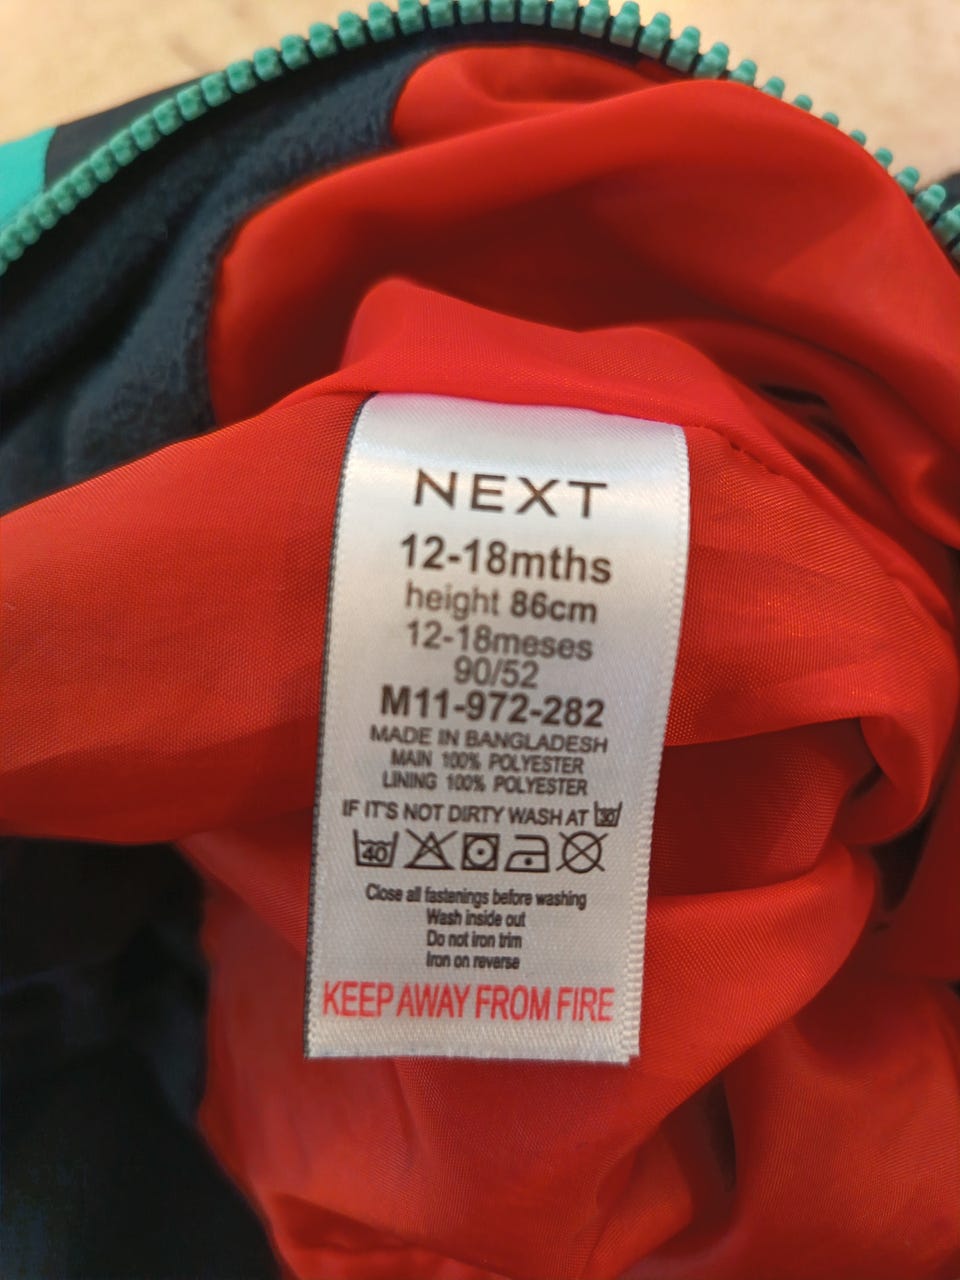 NEXT
12-18mths
height 86cm
12-18meses
90/52
M11-972-282
MADE IN BANGLADESH
MAIN 100% POLYESTER
LINING 100% POLYESTER
IF IT'S NOT DIRTY WASH AT 30
40
Close all fastenings before washing
Wash inside out
Do not iron trim
Iron on reverse
KEEP AWAY FROM FIRE